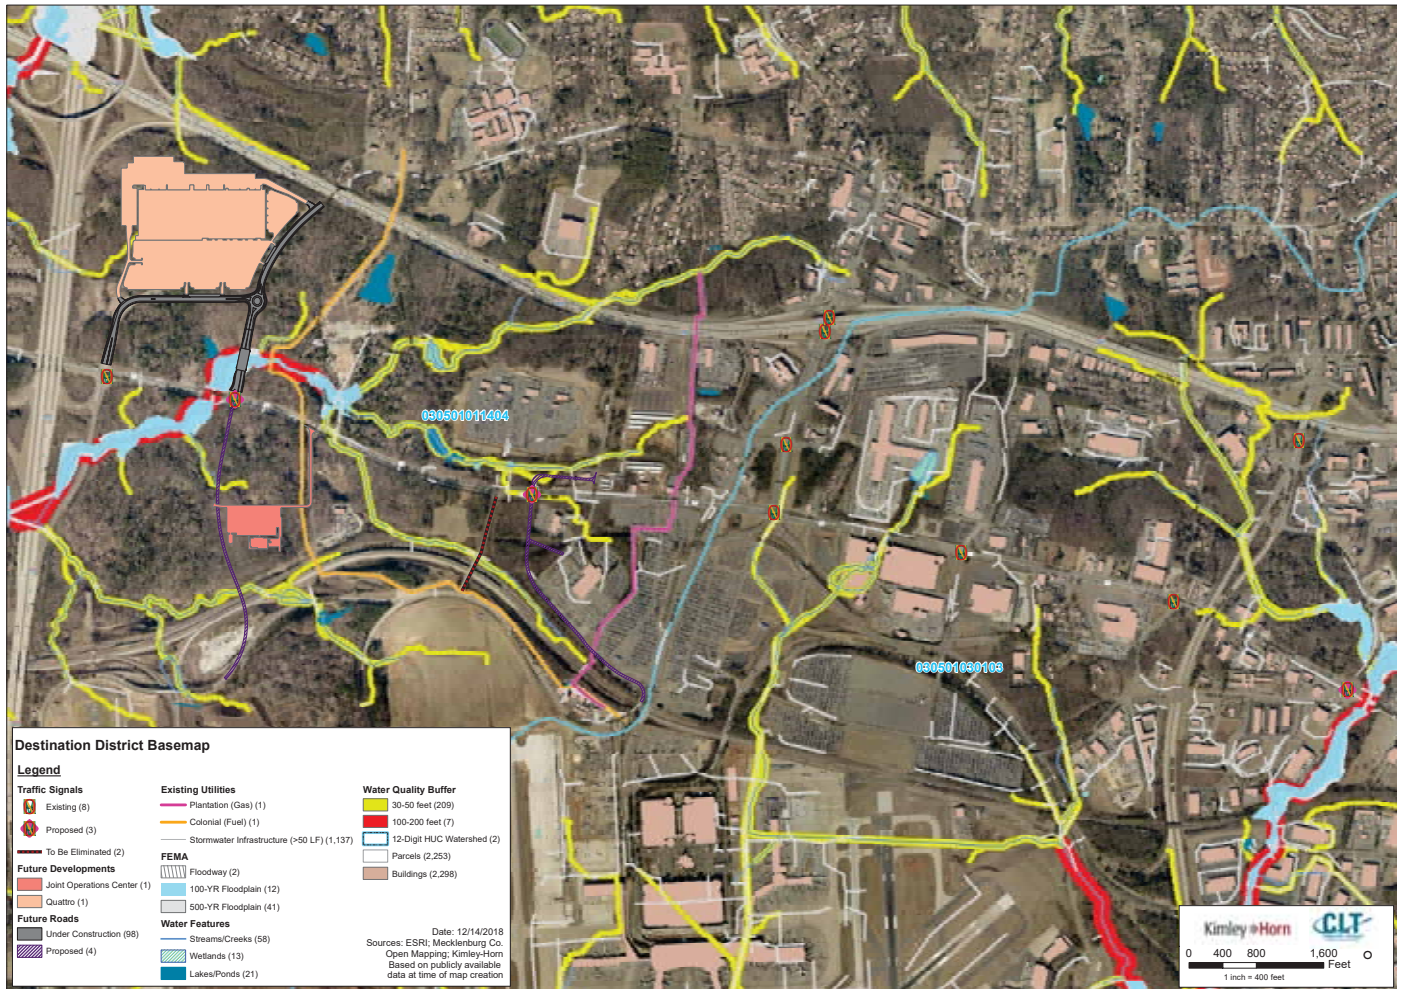 030501011404
030501030103
Destination District Basemap
Legend
Traffic Signals
Existing (8)
Proposed (3)
To Be Eliminated (2)
Future Developments
Joint Operations Center (1)
Quattro (1)
Future Roads
Under Construction (98)
Proposed (4)
Existing Utilities
Plantation (Gas) (1)
Colonial (Fuel) (1)
Stormwater Infrastructure (>50 LF) (1,137)
FEMA
Floodway (2)
100-YR Floodplain (12)
500-YR Floodplain (41)
Water Features
Streams/Creeks (58)
Wetlands (13)
Lakes/Ponds (21)
Water Quality Buffer
30-50 feet (209)
100-200 feet (7)
12-Digit HUC Watershed (2)
Parcels (2,253)
Buildings (2,298)
Date: 12/14/2018
Sources: ESRI; Mecklenburg Co.
Open Mapping; Kimley-Horn
Based on publicly available
data at time of map creation
Kimley»Horn
CLT
0 400 800 1,600
Feet
1 inch = 400 feet